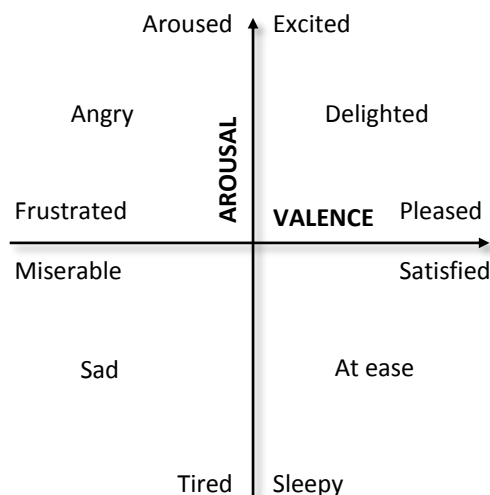 Aroused Excited
Angry Delighted
AROUSAL
Frustrated VALENCE Pleased
Miserable Satisfied
Sad At ease
Tired Sleepy